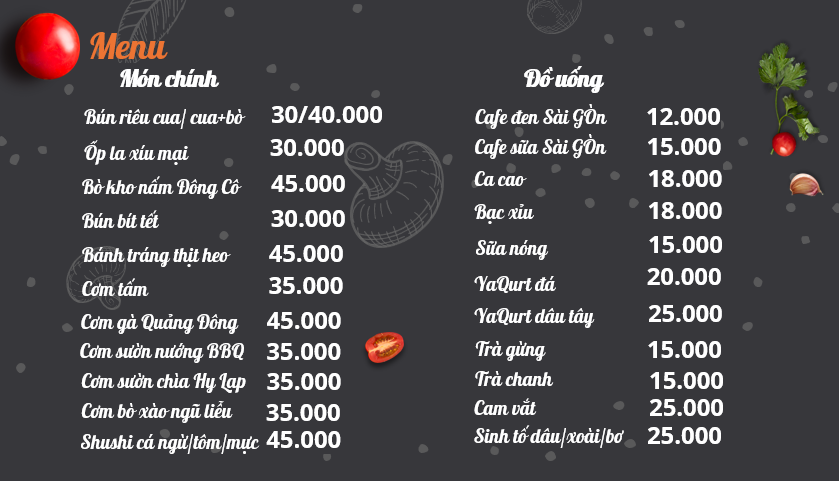 Menu
Món chính
Bún riêu cua/ cua+bò 30/40.000
Ốp la xíu mại 30.000
Bò kho nấm Đông Cô 45.000
Bún bít tết 30.000
Bánh tráng thịt heo 45.000
Cơm tấm 35.000
Cơm gà Quảng Đông 45.000
Cơm sườn nướng BBQ 35.000
Cơm sườn chìa Hy Lap 35.000
Cơm bò xào ngũ liễu 35.000
Shushi cá ngừ/tôm/mực 45.000
Đồ uống
Cafe đen Sài GÒn 12.000
Cafe sữa Sài GÒn 15.000
Ca cao 18.000
Bạc xỉu 18.000
Sữa nóng 15.000
YaQurt đá 20.000
YaQurt dâu tây 25.000
Trà gừng 15.000
Trà chanh 15.000
Cam vắt 25.000
Sinh tố dâu/xoài/bơ 25.000